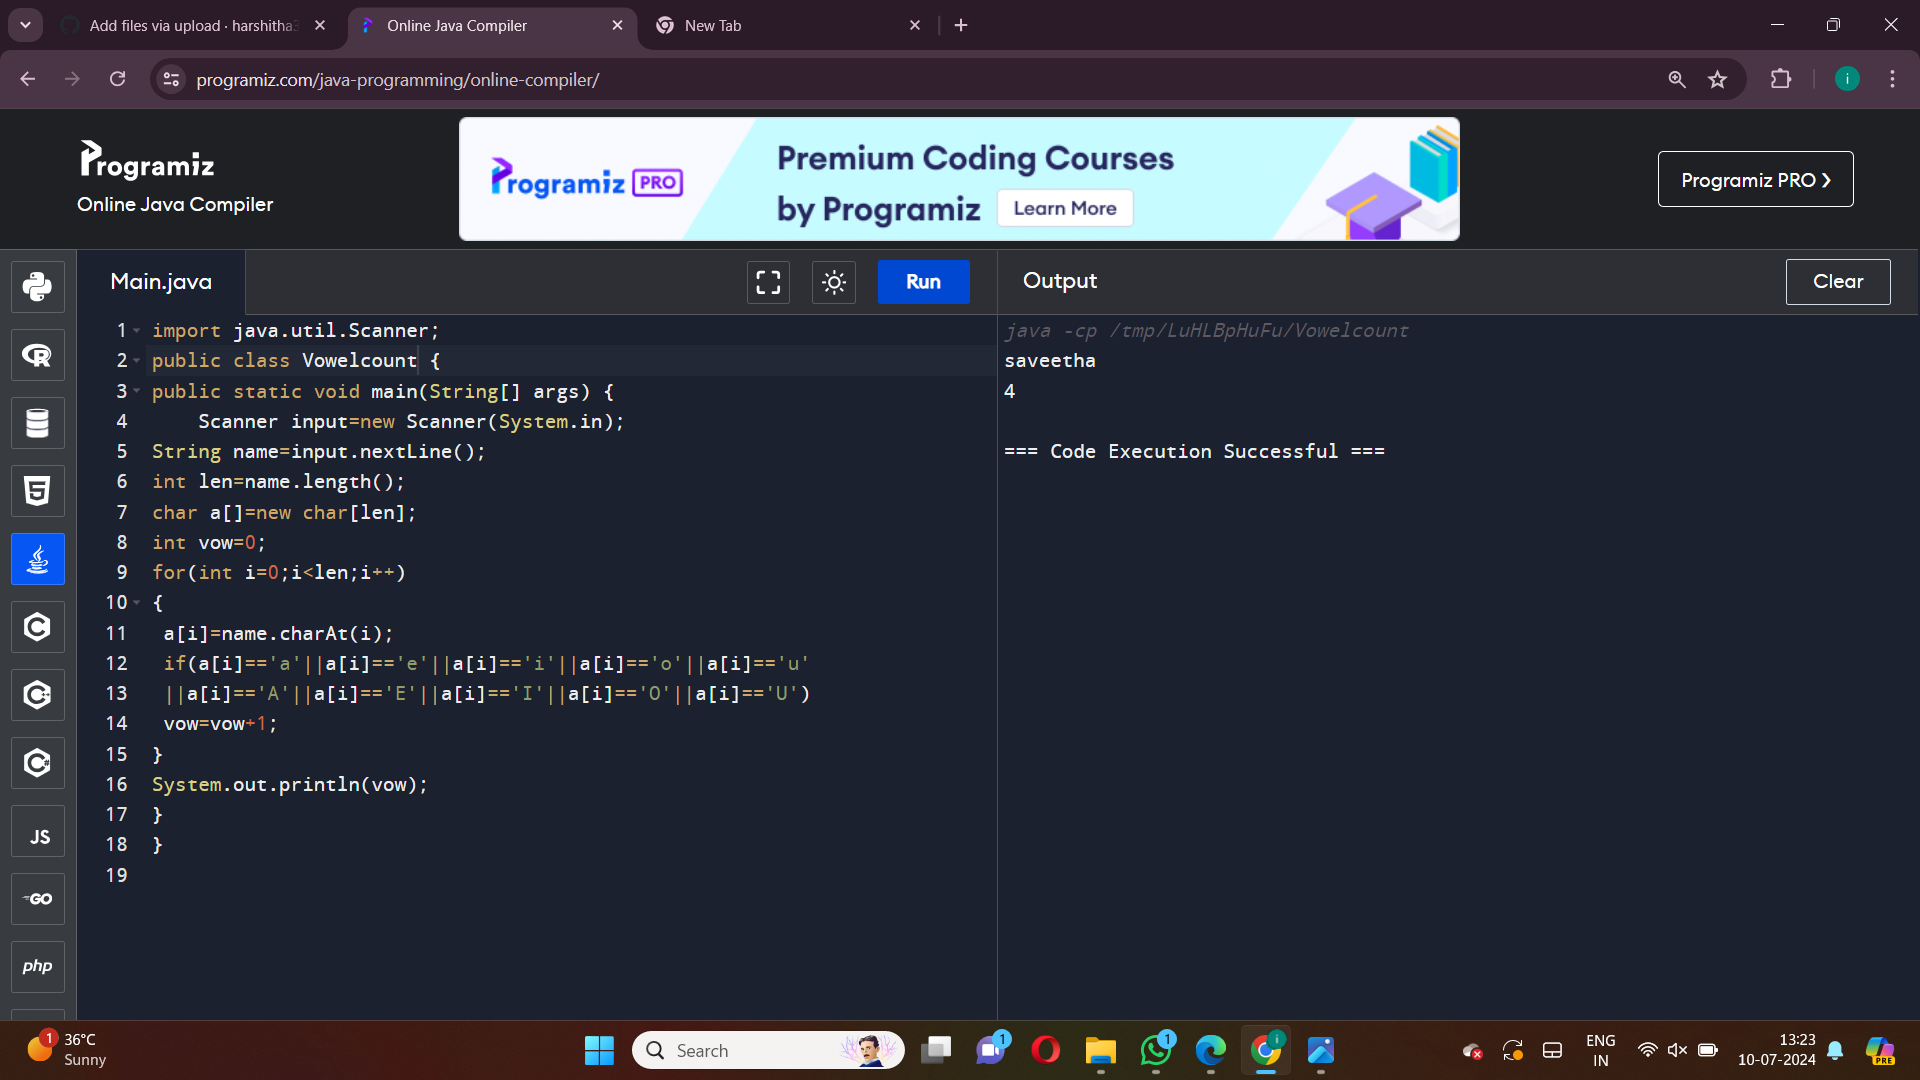 Add files via upload · harshitha3
Online Java Compiler
New Tab
programiz.com/java-programming/online-compiler/
i
Programiz
Online Java Compiler
Programiz PRO
Premium Coding Courses
by Programiz
Learn More
Programiz PRO ❯
Main.java
Run
Output
Clear
1 import java.util.Scanner;
2 public class Vowelcount {
3 public static void main(String[] args) {
4     Scanner input=new Scanner(System.in);
5 String name=input.nextLine();
6 int len=name.length();
7 char a[]=new char[len];
8 int vow=0;
9 for(int i=0;i<len;i++)
10 {
11  a[i]=name.charAt(i);
12  if(a[i]=='a'||a[i]=='e'||a[i]=='i'||a[i]=='o'||a[i]=='u'
13  ||a[i]=='A'||a[i]=='E'||a[i]=='I'||a[i]=='O'||a[i]=='U')
14  vow=vow+1;
15 }
16 System.out.println(vow);
17 }
18 }
19
java -cp /tmp/LuHLBpHuFu/Vowelcount
saveetha
4
=== Code Execution Successful ===
R
5
C
C++
C#
JS
GO
php
1
36°C
Sunny
Search
1
1
i
ENG
IN
13:23
10-07-2024
PRE